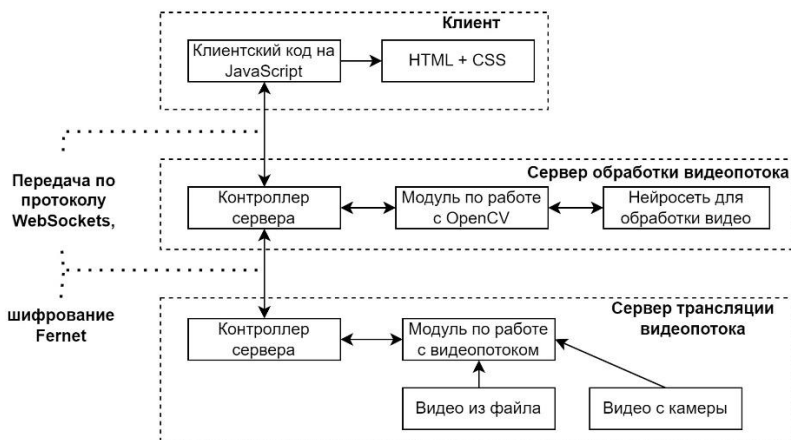 Клиент
Клиентский код на
JavaScript
HTML + CSS
Передача по
протоколу
WebSockets,
шифрование
Fernet
Сервер обработки видеопотока
Контроллер
сервера
Модуль по работе
с OpenCV
Нейросеть для
обработки видео
Сервер трансляции
видеопотока
Контроллер
сервера
Модуль по работе
с видеопотоком
Видео из файла
Видео с камеры